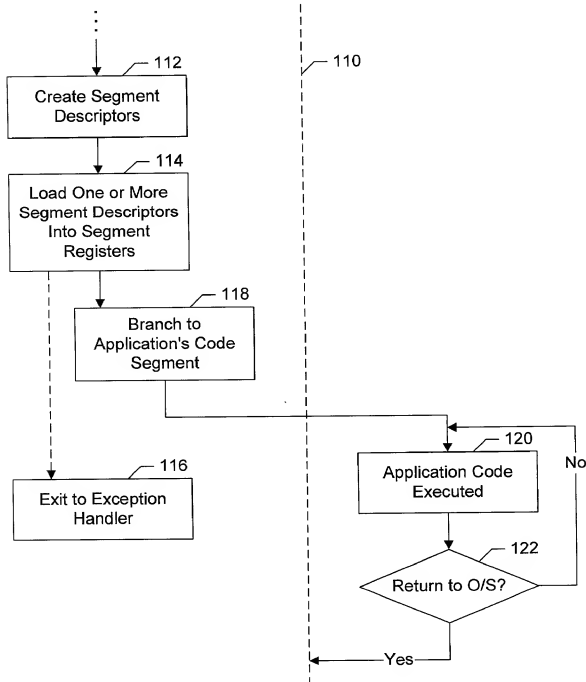 112
110
Create Segment
Descriptors
114
Load One or More
Segment Descriptors
Into Segment
Registers
118
Branch to
Application's Code
Segment
120
Application Code
Executed
No
116
Exit to Exception
Handler
122
Return to O/S?
Yes